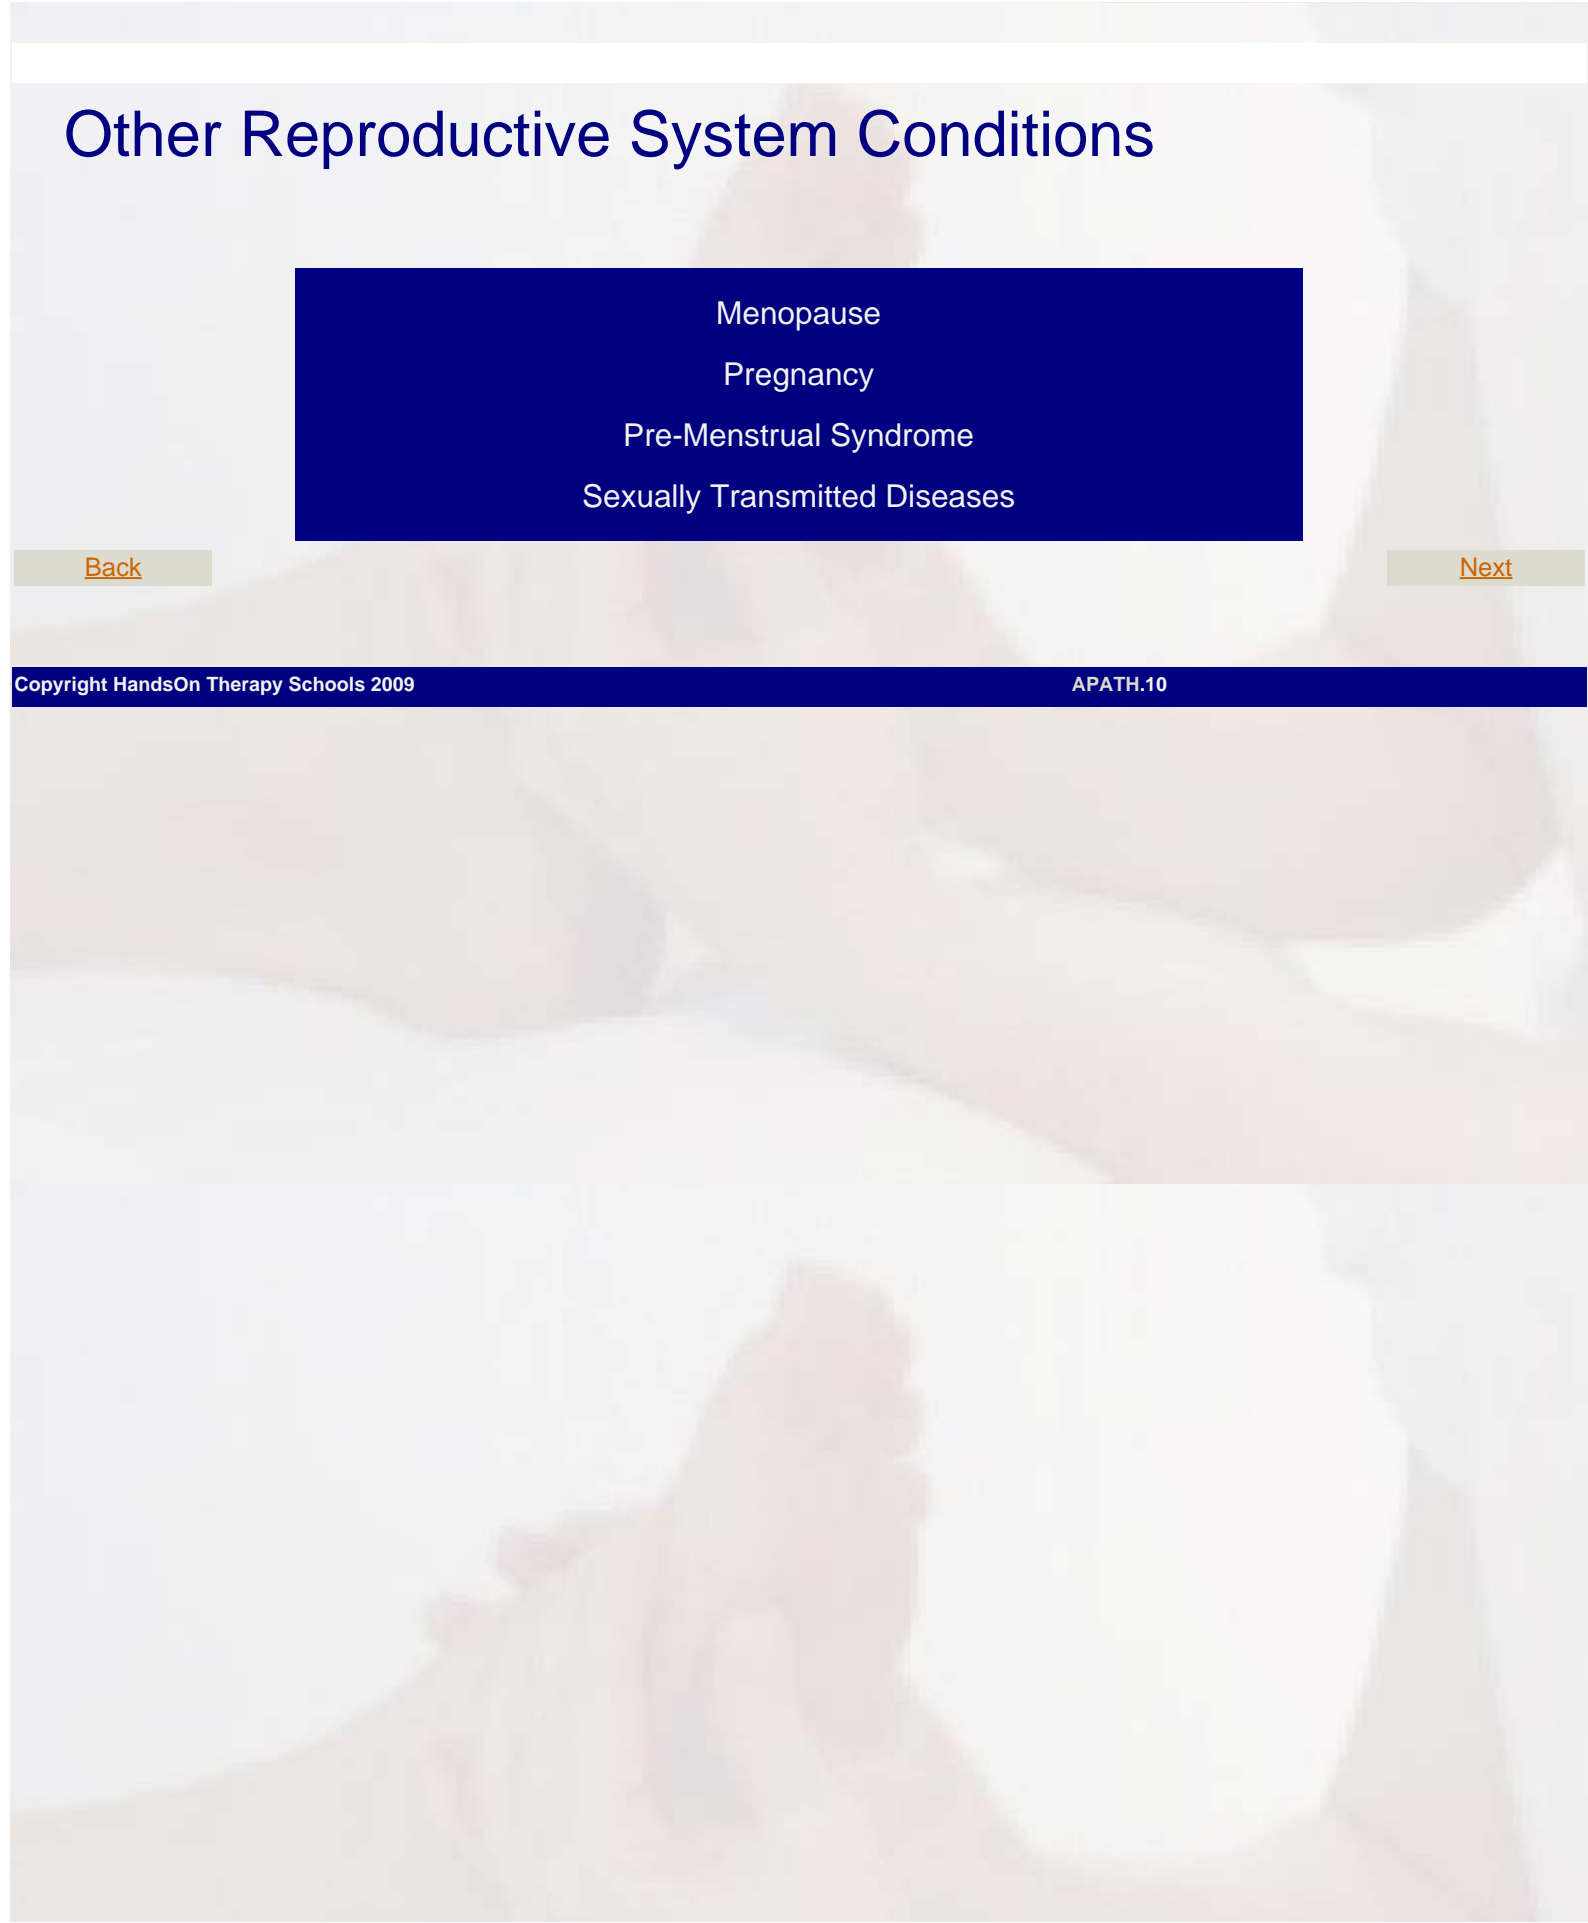 Other Reproductive System Conditions
Menopause
Pregnancy
Pre-Menstrual Syndrome
Sexually Transmitted Diseases
Back
Next
Copyright HandsOn Therapy Schools 2009
APATH.10